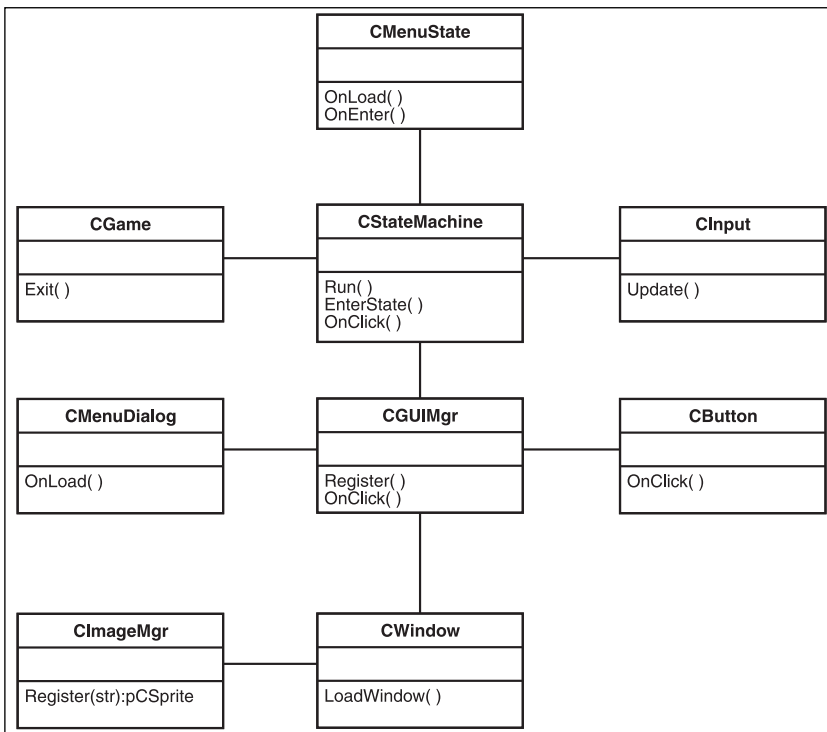 CMenuState
OnLoad( )
OnEnter( )
CGame
Exit( )
CStateMachine
Run( )
EnterState( )
OnClick( )
CInput
Update( )
CMenuDialog
OnLoad( )
CGUIMgr
Register( )
OnClick( )
CButton
OnClick( )
CImageMgr
Register(str):pCSprite
CWindow
LoadWindow( )